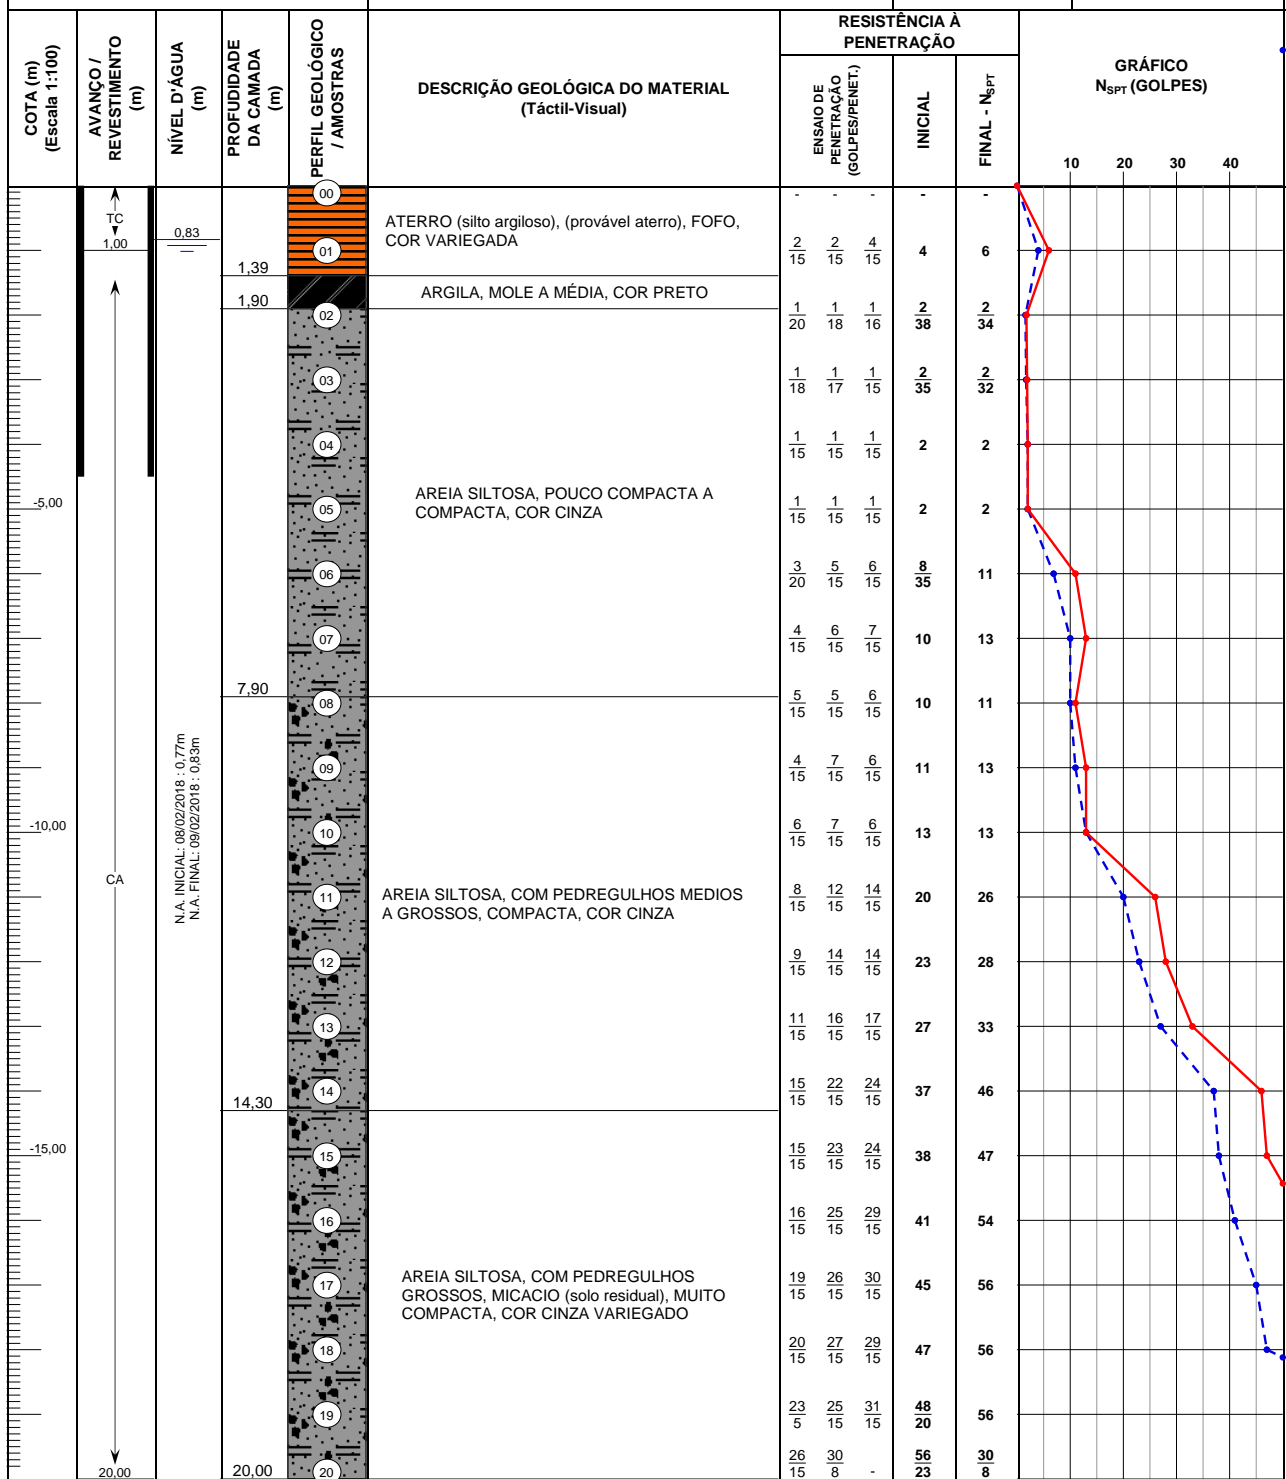 COTA (m)
(Escala 1:100)
AVANÇO /
REVESTIMENTO
(m)
NÍVEL D'ÁGUA
(m)
PROFUDIDADE
DA CAMADA
(m)
PERFIL GEOLÓGICO
/ AMOSTRAS
DESCRIÇÃO GEOLÓGICA DO MATERIAL
(Táctil-Visual)
RESISTÊNCIA À
PENETRAÇÃO
ENSAIO DE
PENETRAÇÃO
(GOLPES/PENET.)
INICIAL
FINAL - NSPT
GRÁFICO
NSPT (GOLPES)
10 20 30 40
00 - - - - -
TC
ATERRO (silto argiloso), (provável aterro), FOFO,
COR VARIEGADA
0,83
1,00
01 2/15 2/15 4/15 4 6
1,39
ARGILA, MOLE A MÉDIA, COR PRETO
1,90
02 1/20 1/18 1/16 2/38 2/34
03 1/18 1/17 1/15 2/35 2/32
04 1/15 1/15 1/15 2 2
AREIA SILTOSA, POUCO COMPACTA A
COMPACTA, COR CINZA
-5,00 05 1/15 1/15 1/15 2 2
06 3/20 5/15 6/15 8/35 11
07 4/15 6/15 7/15 10 13
7,90
08 5/15 5/15 6/15 10 11
09 4/15 7/15 6/15 11 13
N.A. INICIAL: 08/02/2018 : 0,77m
N.A. FINAL: 09/02/2018 : 0,83m
-10,00 10 6/15 7/15 6/15 13 13
CA
AREIA SILTOSA, COM PEDREGULHOS MEDIOS
A GROSSOS, COMPACTA, COR CINZA
11 8/15 12/15 14/15 20 26
12 9/15 14/15 14/15 23 28
13 11/15 16/15 17/15 27 33
14 15/15 22/15 24/15 37 46
14,30
-15,00 15 15/15 23/15 24/15 38 47
16 16/15 25/15 29/15 41 54
AREIA SILTOSA, COM PEDREGULHOS
GROSSOS, MICACIO (solo residual), MUITO
COMPACTA, COR CINZA VARIEGADO
17 19/15 26/15 30/15 45 56
18 20/15 27/15 29/15 47 56
19 23/5 25/15 31/15 48/20 56
20,00 20,00 20 26/15 30/8 - 56/23 30/8